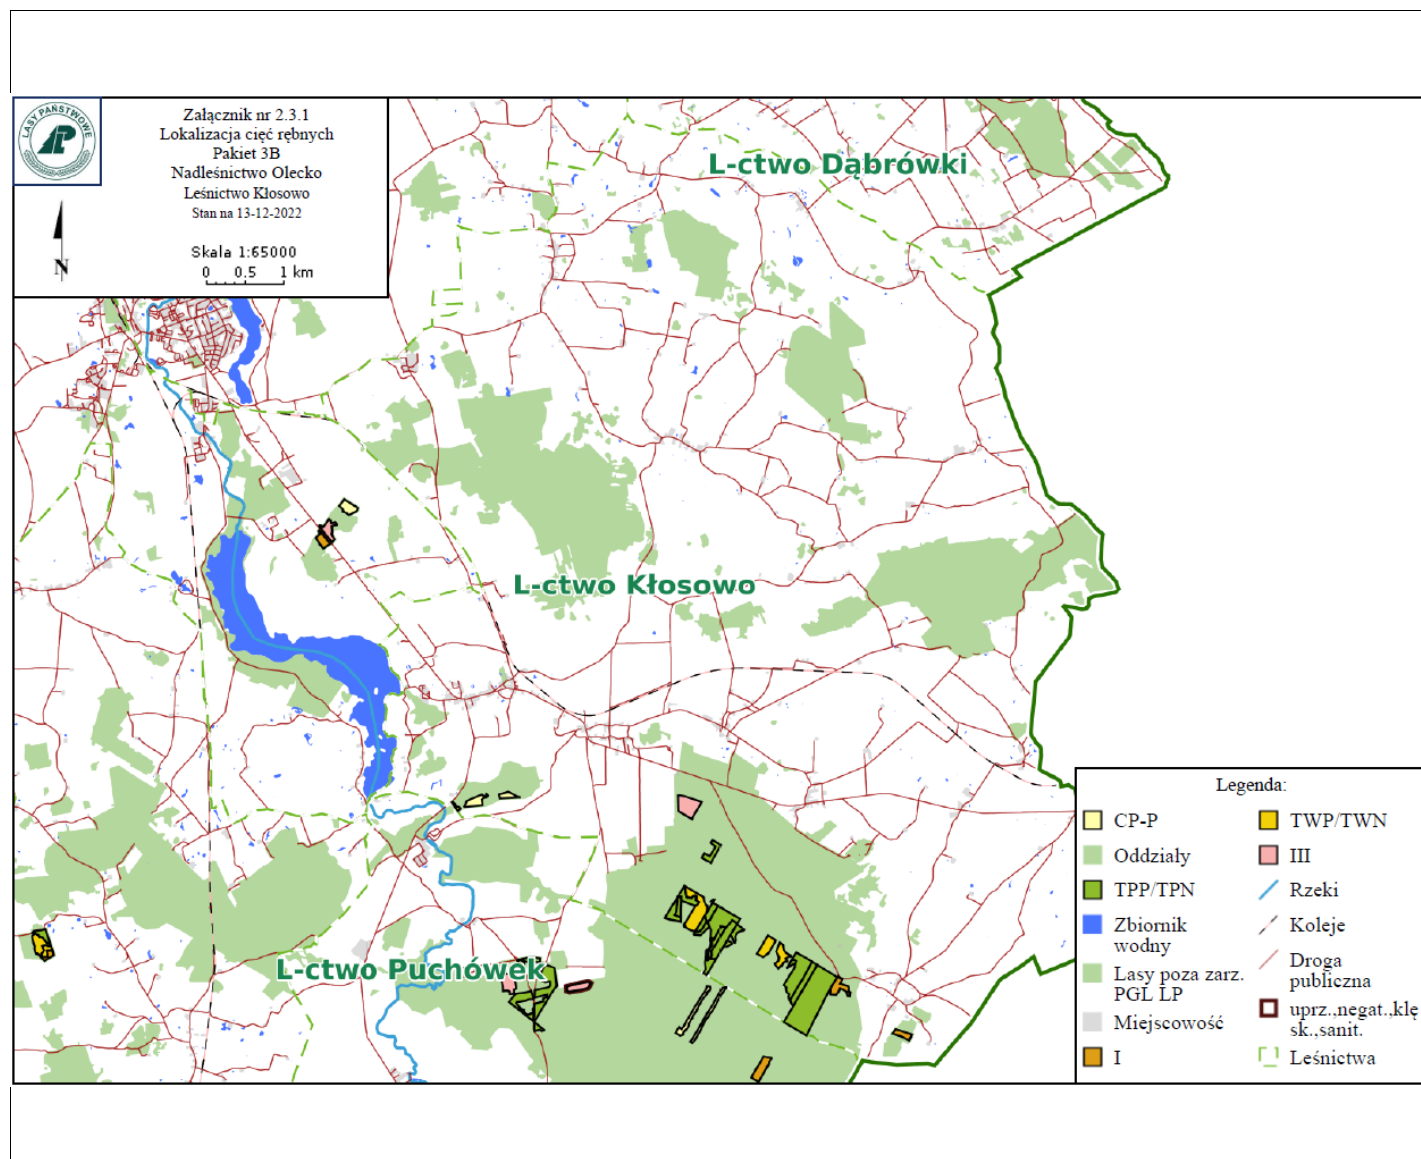 LASY PAŃSTWOWE
Załącznik nr 2.3.1
Lokalizacja cięć rębnych
Pakiet 3B
Nadleśnictwo Olecko
Leśnictwo Kłosowo
Stan na 13-12-2022
Skala 1:65000
0 0.5 1 km
N
L-ctwo Dąbrówki
L-ctwo Kłosowo
L-ctwo Puchówek
Legenda:
CP-P
Oddziały
TPP/TPN
Zbiornik
wodny
Lasy poza zarz.
PGL LP
Miejscowość
I
TWP/TWN
III
Rzeki
Koleje
Droga
publiczna
uprz.,negat.,klę
sk.,sanit.
Leśnictwa